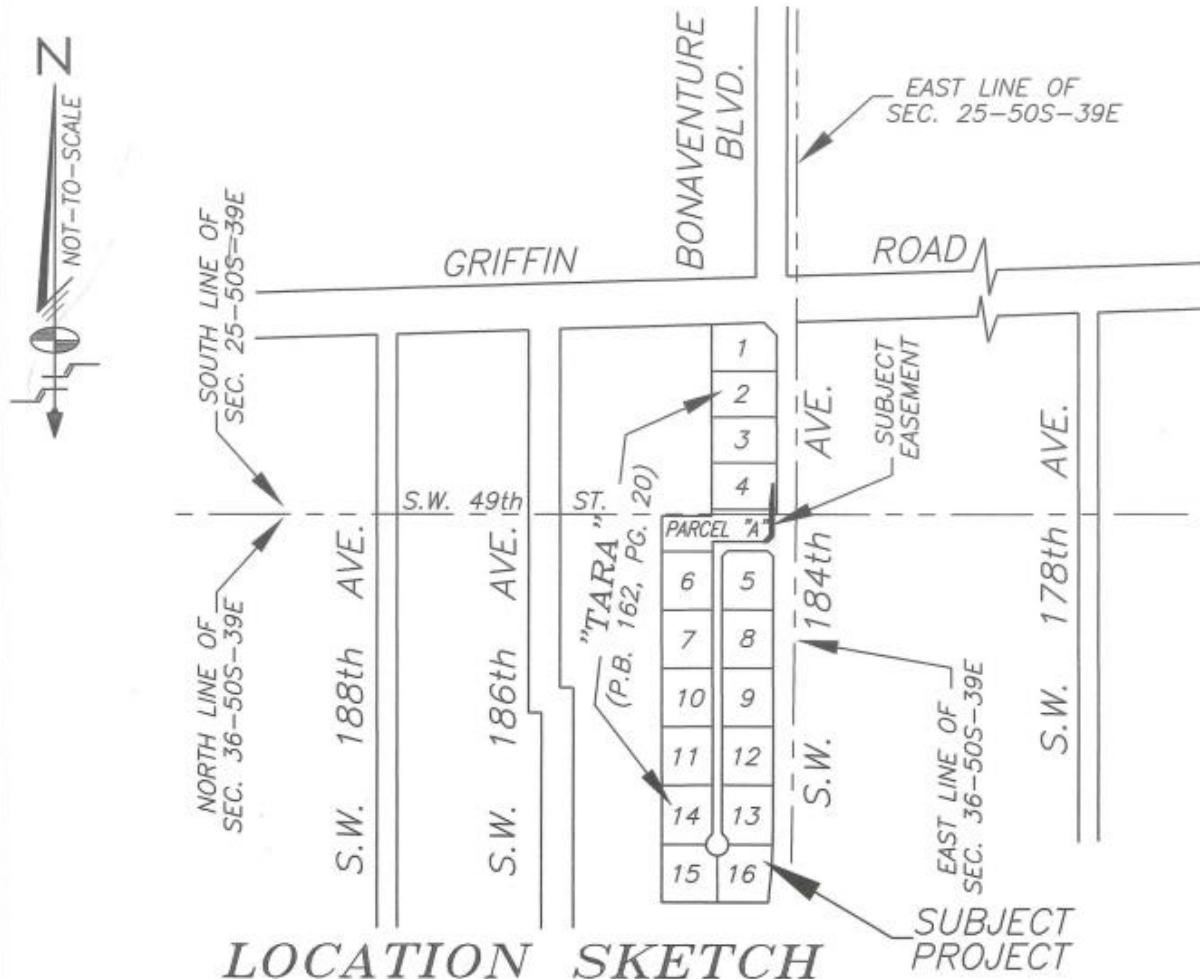 N
NOT-TO-SCALE
BONAVENTURE
BLVD.
EAST LINE OF
SEC. 25-50S-39E
SOUTH LINE OF
SEC. 25-50S-39E
GRIFFIN
ROAD
1
2
3
4
SUBJECT
EASEMENT
S.W. 49th ST.
PARCEL "A"
"TARA"
(P.B. 162, PG. 20)
6
5
7
8
10
9
11
12
14
13
15
16
NORTH LINE OF
SEC. 36-50S-39E
S.W. 188th AVE.
S.W. 186th AVE.
S.W. 184th AVE.
S.W. 178th AVE.
EAST LINE OF
SEC. 36-50S-39E
SUBJECT
PROJECT
LOCATION SKETCH